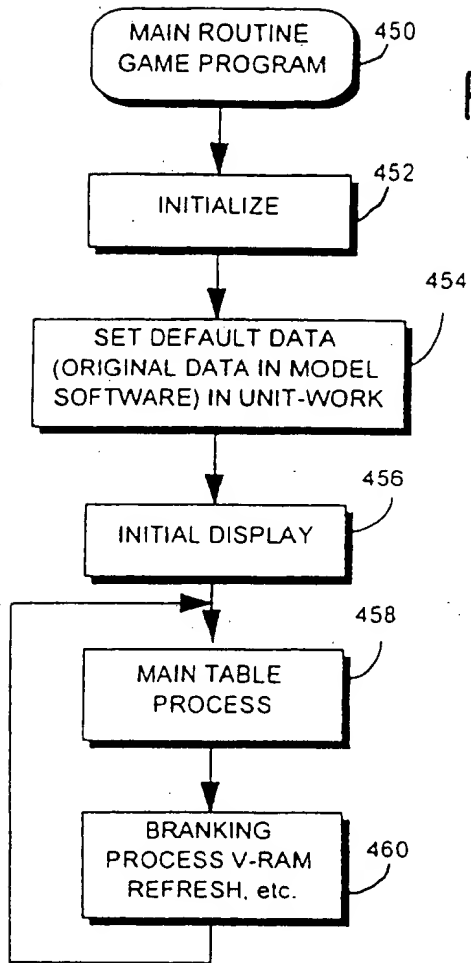 MAIN ROUTINE
GAME PROGRAM
450
INITIALIZE
452
SET DEFAULT DATA
(ORIGINAL DATA IN MODEL
SOFTWARE) IN UNIT-WORK
454
INITIAL DISPLAY
456
MAIN TABLE
PROCESS
458
BRANKING
PROCESS V-RAM
REFRESH, etc.
460